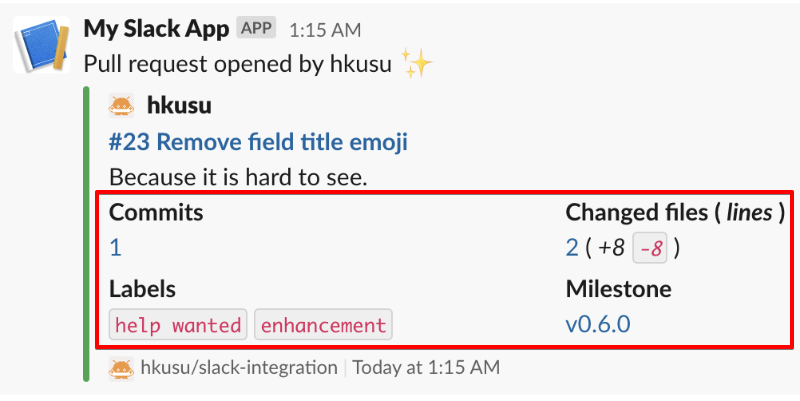 My Slack App APP 1:15 AM
Pull request opened by hkusu ✨
hkusu
#23 Remove field title emoji
Because it is hard to see.
Commits Changed files ( lines )
1 2 ( +8 -8 )
Labels Milestone
help wanted enhancement v0.6.0
hkusu/slack-integration | Today at 1:15 AM